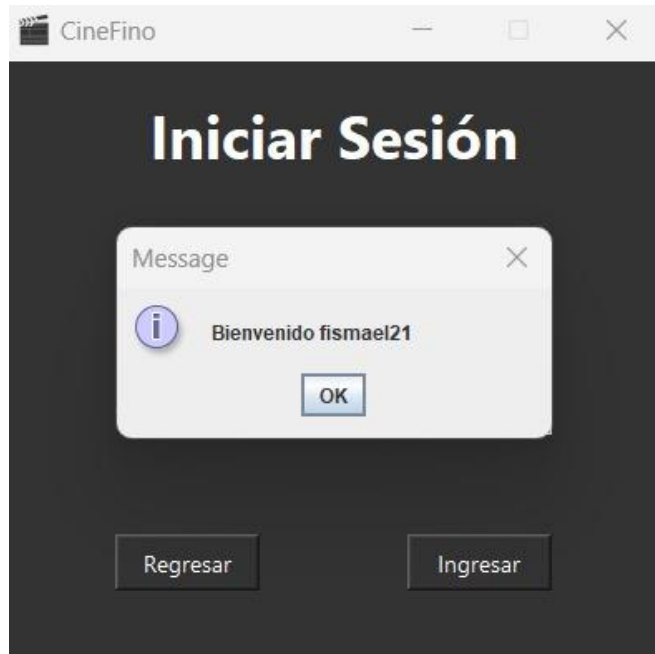 CineFino
Iniciar Sesión
Message
Bienvenido fismael21
OK
Regresar
Ingresar